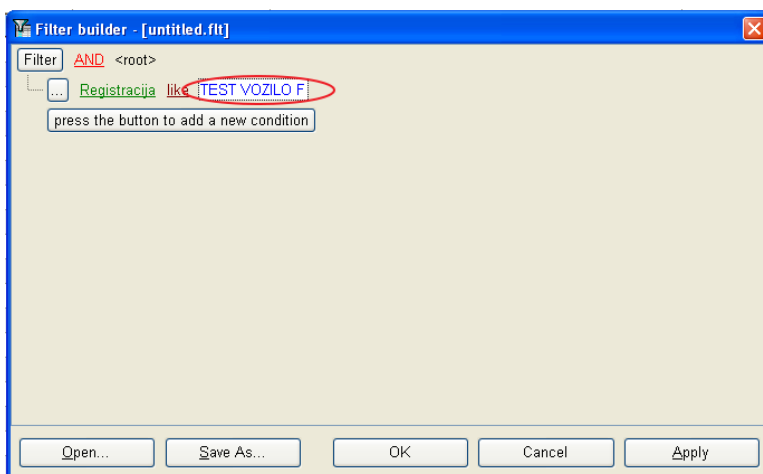 Filter builder - [untitled.flt]
Filter AND <root>
... Registracija like TEST VOZILO F
press the button to add a new condition
Open... Save As... OK Cancel Apply